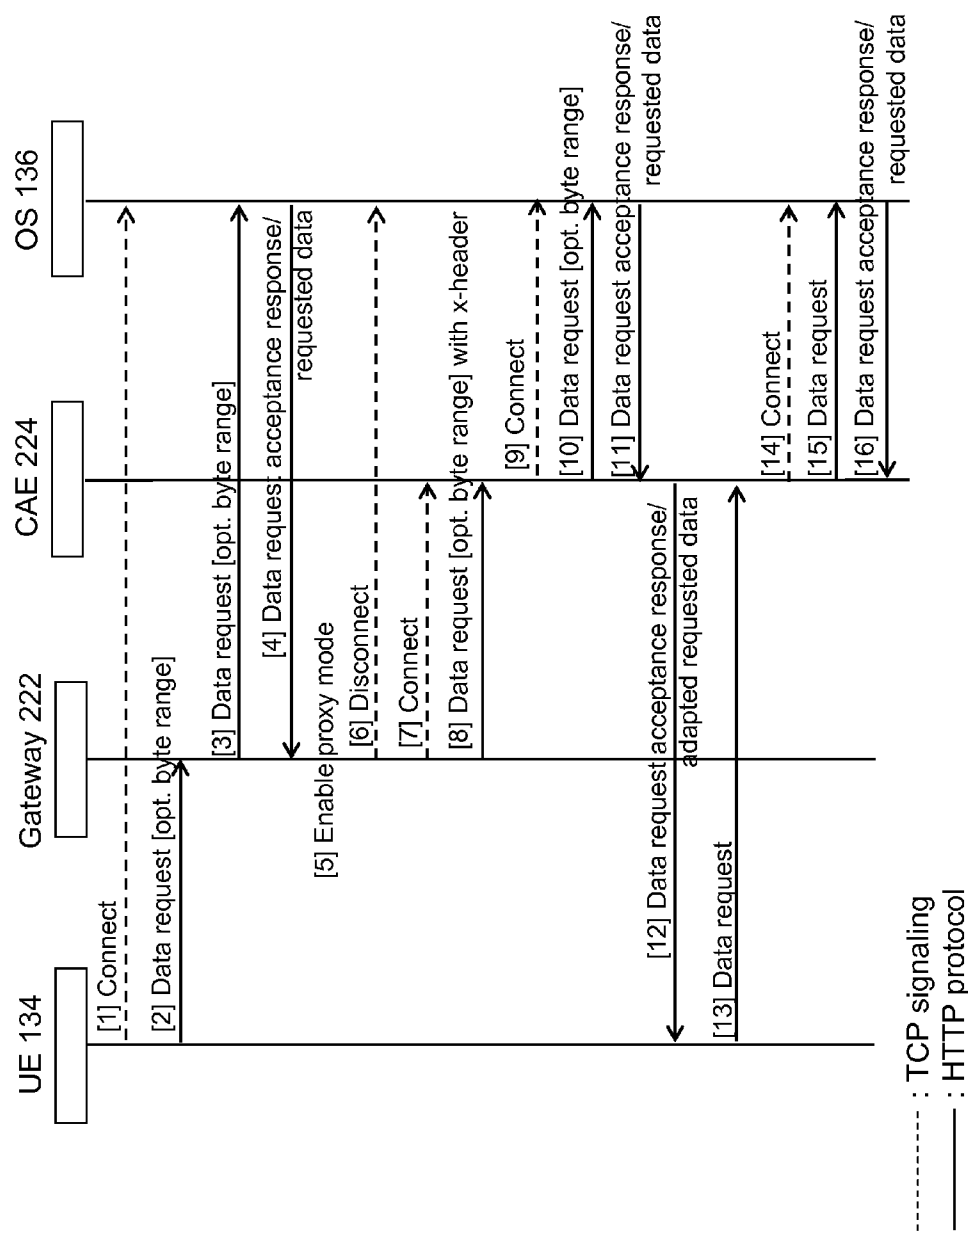 UE 134
Gateway 222
CAE 224
OS 136
[1] Connect
[2] Data request [opt. byte range]
[3] Data request [opt. byte range]
[4] Data request acceptance response/
requested data
[5] Enable proxy mode
[6] Disconnect
[7] Connect
[8] Data request [opt. byte range] with x-header
[9] Connect
[10] Data request [opt. byte range]
[11] Data request acceptance response/
requested data
[12] Data request acceptance response/
adapted requested data
[13] Data request
[14] Connect
[15] Data request
[16] Data request acceptance response/
requested data
: TCP signaling
: HTTP protocol